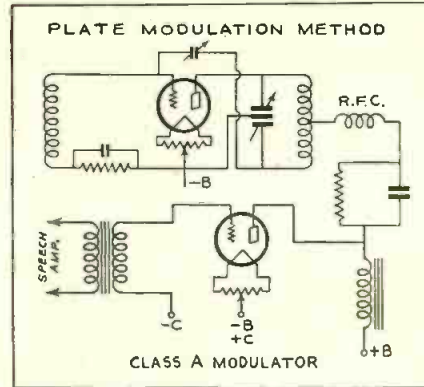 PLATE MODULATION METHOD
R.F.C.
-B
SPEECH
AMP.
-C
-B
+C
+B
CLASS A MODULATOR